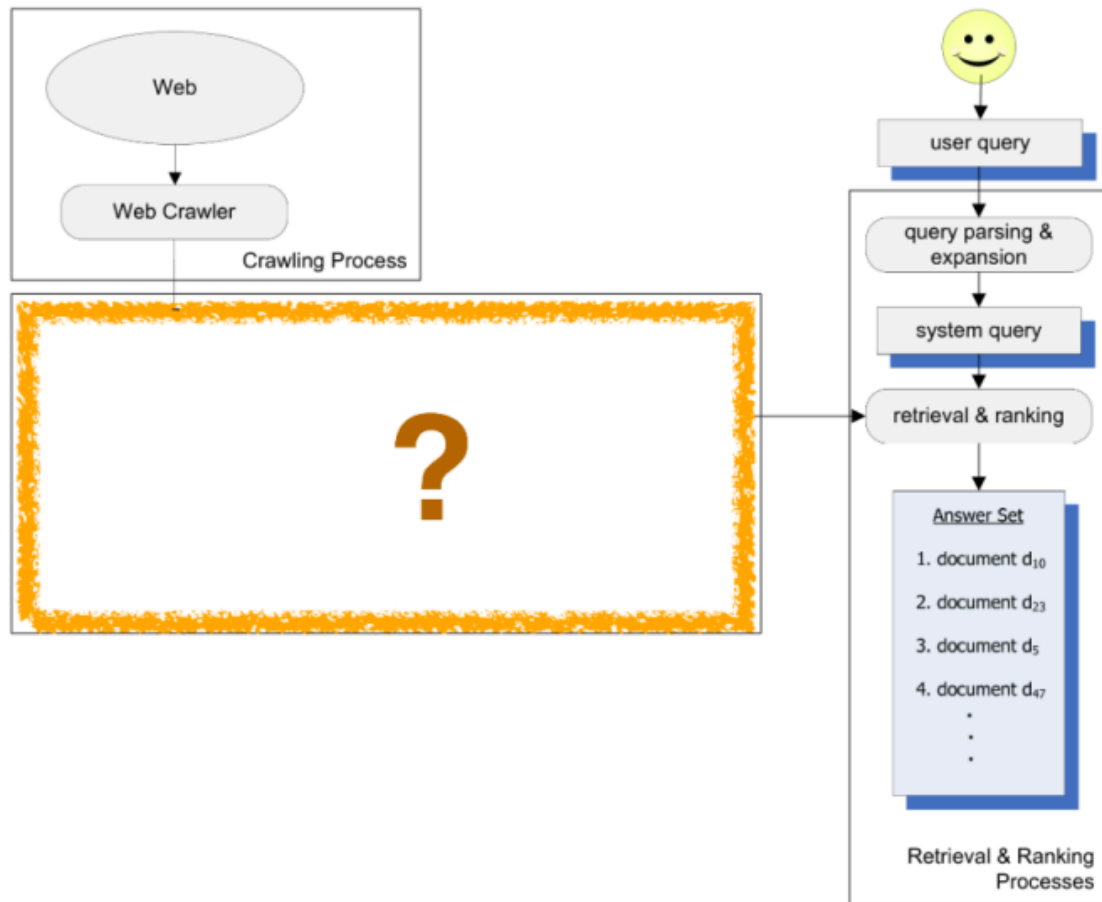 Web
Web Crawler
Crawling Process
?
user query
query parsing &
expansion
system query
retrieval & ranking
Answer Set
1. document d₁₀
2. document d₂₃
3. document d₅
4. document d₄₇
.
.
.
Retrieval & Ranking
Processes